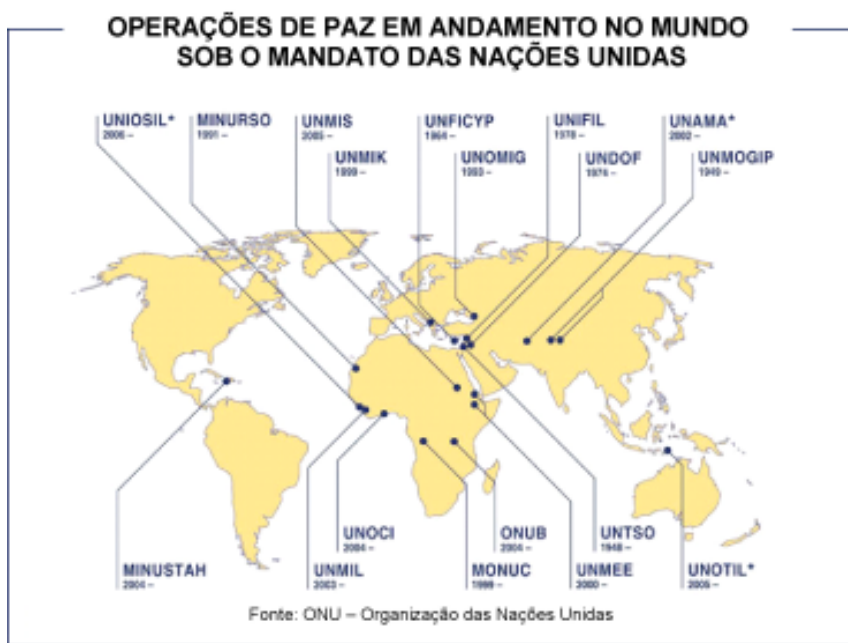 OPERAÇÕES DE PAZ EM ANDAMENTO NO MUNDO
SOB O MANDATO DAS NAÇÕES UNIDAS
UNIOSIL*
2006 –
MINURSO
1991 –
UNMIS
2005 –
UNFICYP
1964 –
UNIFIL
1978 –
UNAMA*
2002 –
UNMIK
1999 –
UNOMIG
1993 –
UNDOF
1974 –
UNMOGIP
1949 –
UNOCI
2004 –
ONUB
2004 –
UNTSO
1948 –
MINUSTAH
2004 –
UNMIL
2003 –
MONUC
1999 –
UNMEE
2000 –
UNOTIL*
2005 –
Fonte: ONU – Organização das Nações Unidas